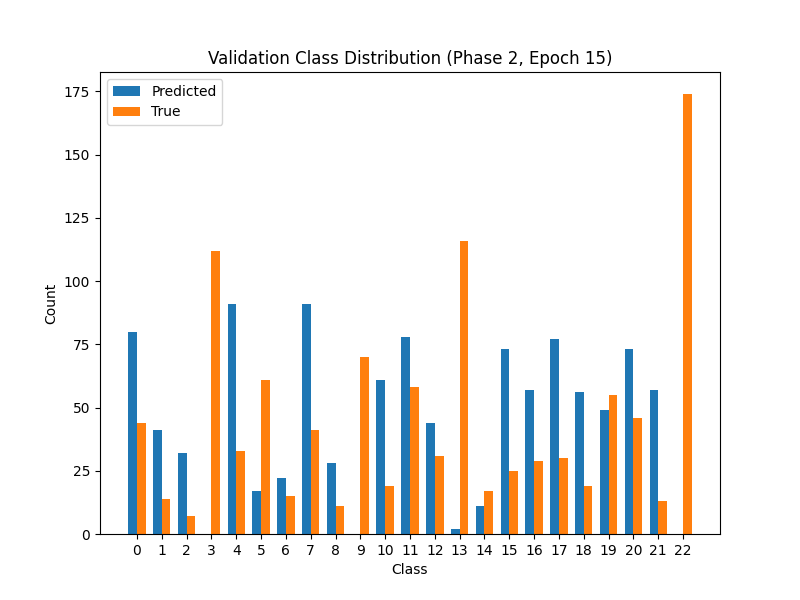 Validation Class Distribution (Phase 2, Epoch 15)
Predicted
True
175
150
125
100
75
50
25
0
Count
0 1 2 3 4 5 6 7 8 9 10 11 12 13 14 15 16 17 18 19 20 21 22
Class